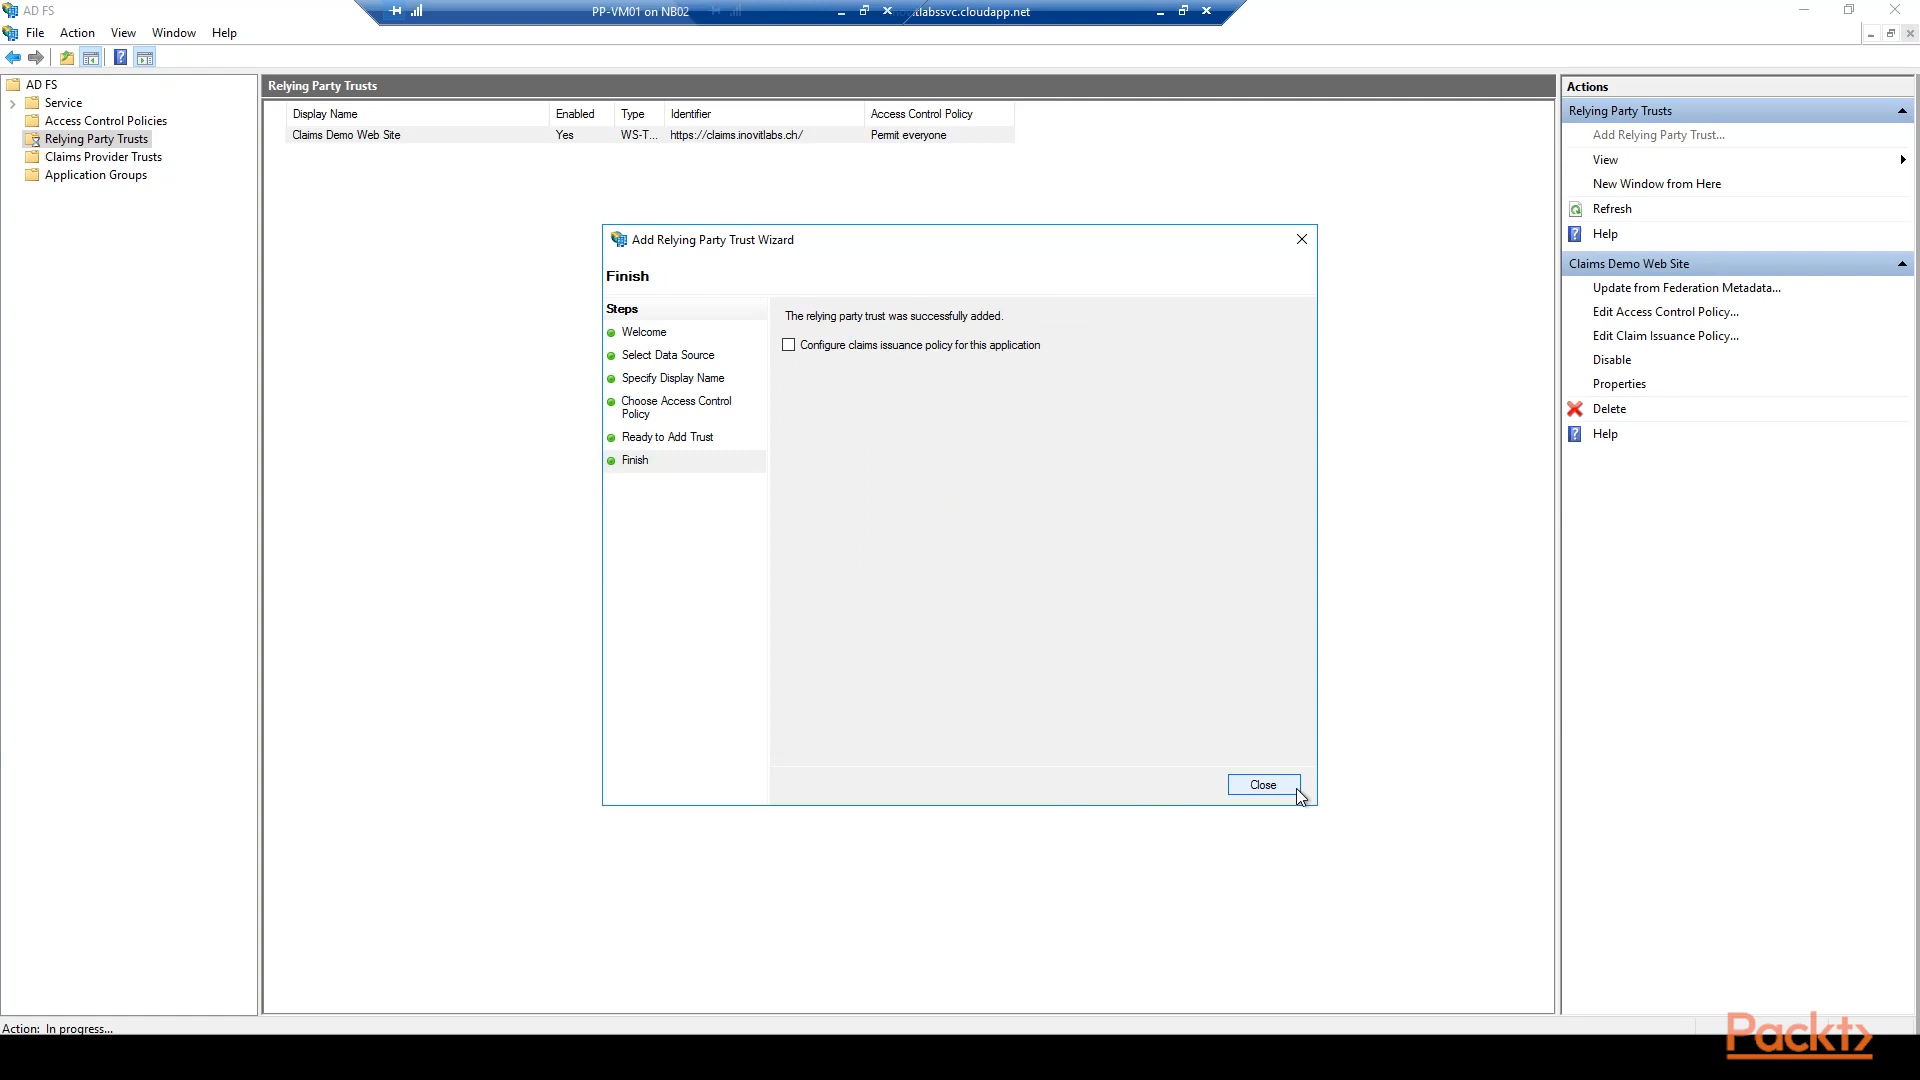 AD FS
PP-VM01 on NB02
itlabssvc.cloudapp.net
File Action View Window Help
AD FS
Service
Access Control Policies
Relying Party Trusts
Claims Provider Trusts
Application Groups
Relying Party Trusts
Display Name Enabled Type Identifier Access Control Policy
Claims Demo Web Site Yes WS-T... https://claims.inovitlabs.ch/ Permit everyone
Add Relying Party Trust Wizard
Finish
Steps
Welcome
Select Data Source
Specify Display Name
Choose Access Control
Policy
Ready to Add Trust
Finish
The relying party trust was successfully added.
Configure claims issuance policy for this application
Close
Actions
Relying Party Trusts
Add Relying Party Trust...
View
New Window from Here
Refresh
Help
Claims Demo Web Site
Update from Federation Metadata...
Edit Access Control Policy...
Edit Claim Issuance Policy...
Disable
Properties
Delete
Help
Action: In progress...
Packt